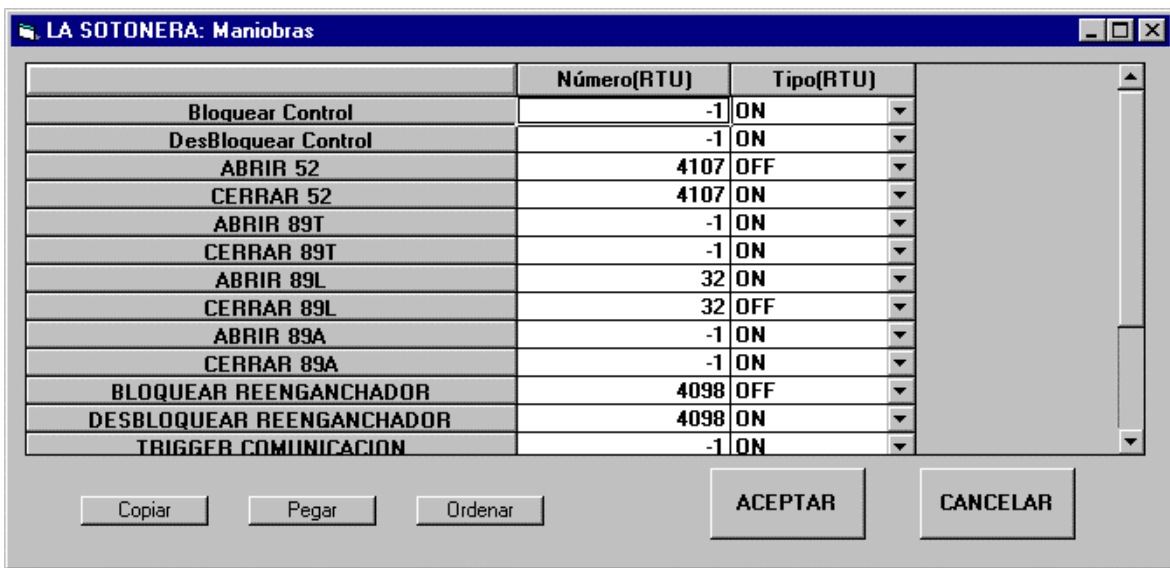 LA SOTONERA: Maniobras
Número(RTU) Tipo(RTU)
Bloquear Control -1 ON
DesBloquear Control -1 ON
ABRIR 52 4107 OFF
CERRAR 52 4107 ON
ABRIR 89T -1 ON
CERRAR 89T -1 ON
ABRIR 89L 32 ON
CERRAR 89L 32 OFF
ABRIR 89A -1 ON
CERRAR 89A -1 ON
BLOQUEAR REENGANCHADOR 4098 OFF
DESBLOQUEAR REENGANCHADOR 4098 ON
TRIGGER COMUNICACION -1 ON
Copiar Pegar Ordenar ACEPTAR CANCELAR